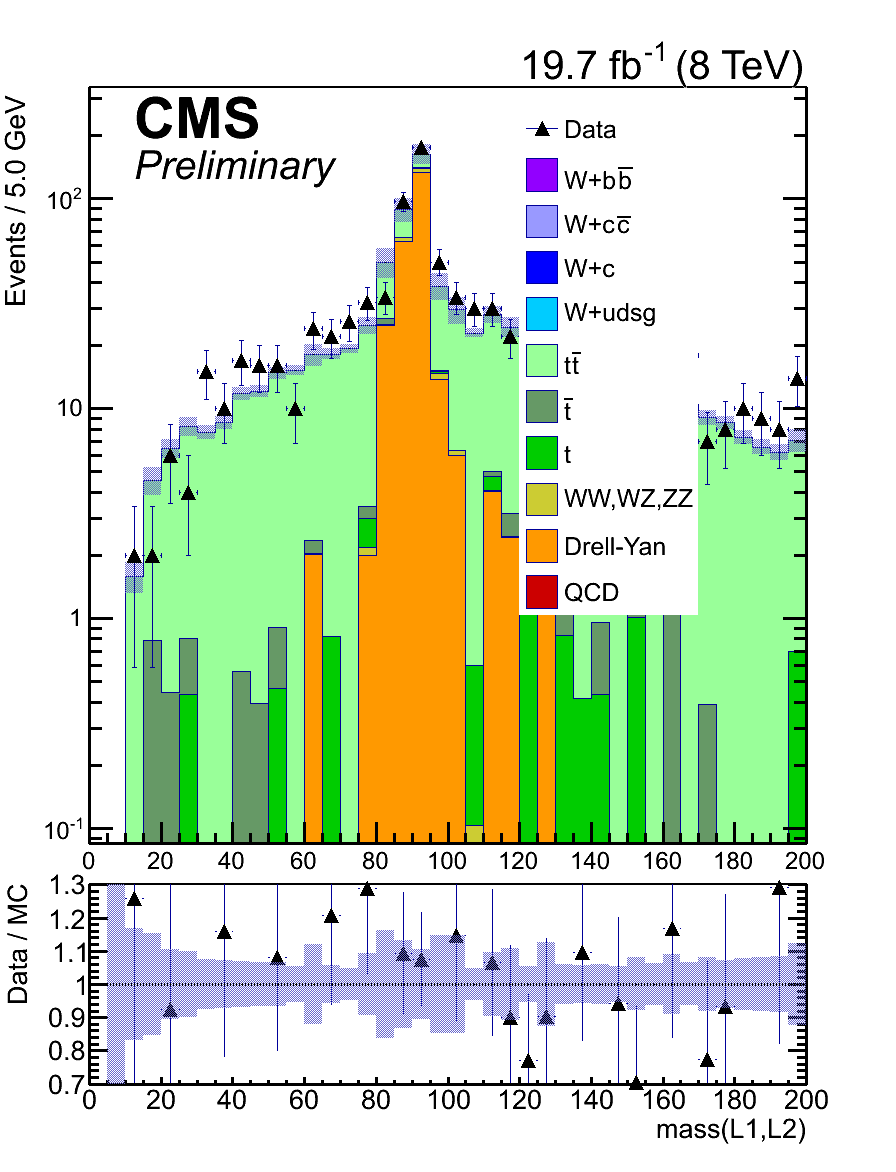 19.7 fb⁻¹ (8 TeV)
CMS
Preliminary
Events / 5.0 GeV
10²
10
1
10⁻¹
Data
W+bb̅
W+cc̅
W+c
W+udsg
tt̅
t̅
t
WW,WZ,ZZ
Drell-Yan
QCD
0 20 40 60 80 100 120 140 160 180 200
Data / MC
1.3
1.2
1.1
1
0.9
0.8
0.7
0 20 40 60 80 100 120 140 160 180 200
mass(L1,L2)